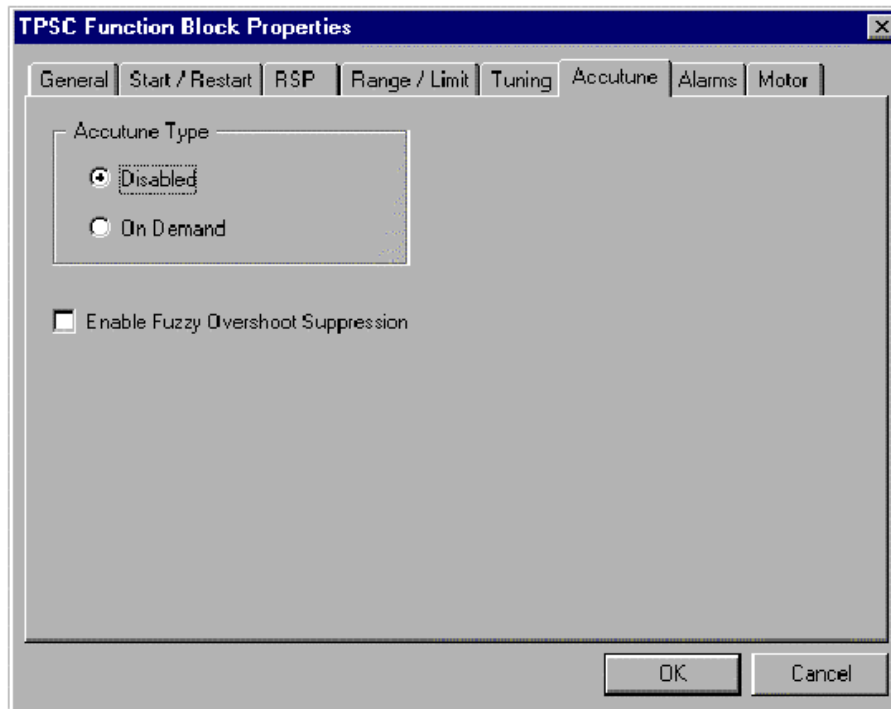 TPSC Function Block Properties
General Start / Restart RSP Range / Limit Tuning Accutune Alarms Motor
Accutune Type
Disabled
On Demand
Enable Fuzzy Overshoot Suppression
OK Cancel